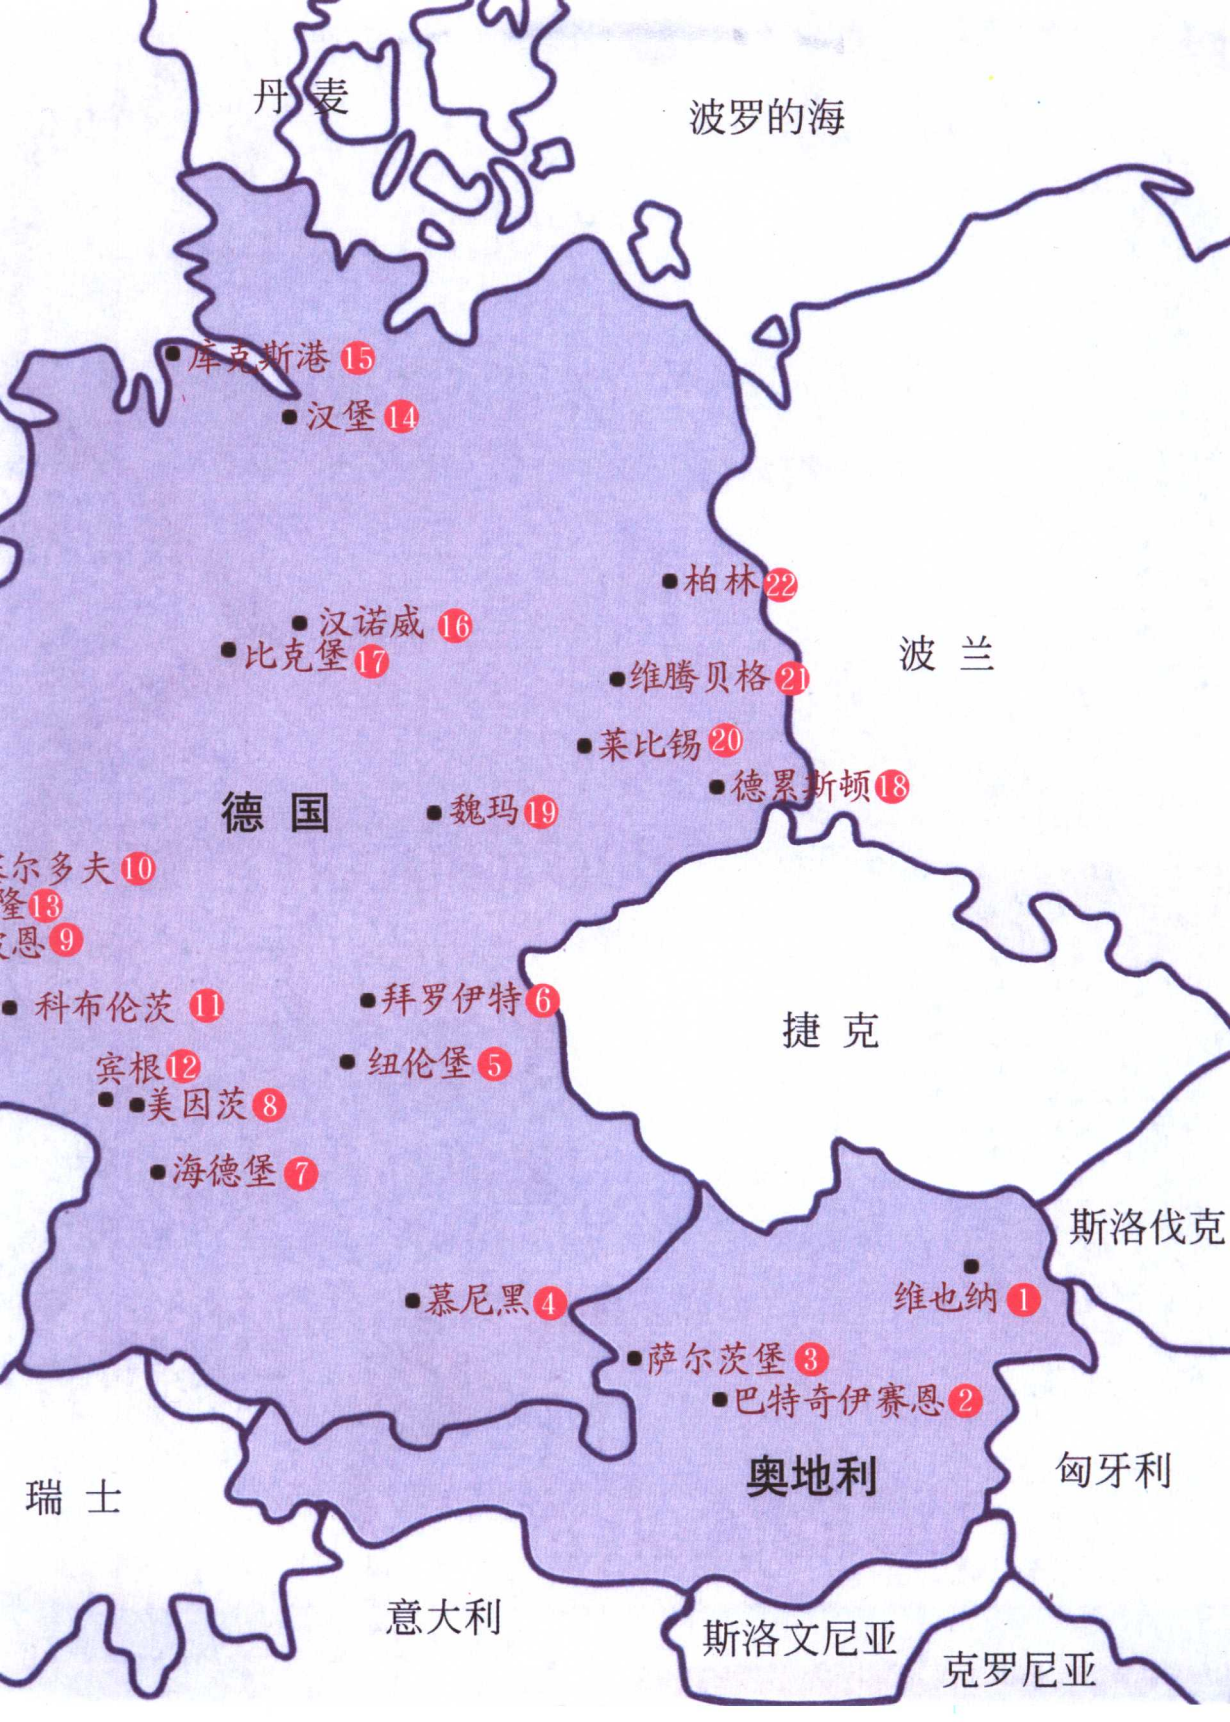 丹麦
波罗的海
库克斯港 15
汉堡 14
柏林 22
汉诺威 16
比克堡 17
波兰
维腾贝格 21
莱比锡 20
德累斯顿 18
德国
魏玛 19
尔多夫 10
隆 13
恩 9
科布伦茨 11
拜罗伊特 6
捷克
宾根 12
纽伦堡 5
美因茨 8
海德堡 7
斯洛伐克
维也纳 1
慕尼黑 4
萨尔茨堡 3
巴特奇伊赛恩 2
奥地利
匈牙利
瑞士
意大利
斯洛文尼亚
克罗尼亚